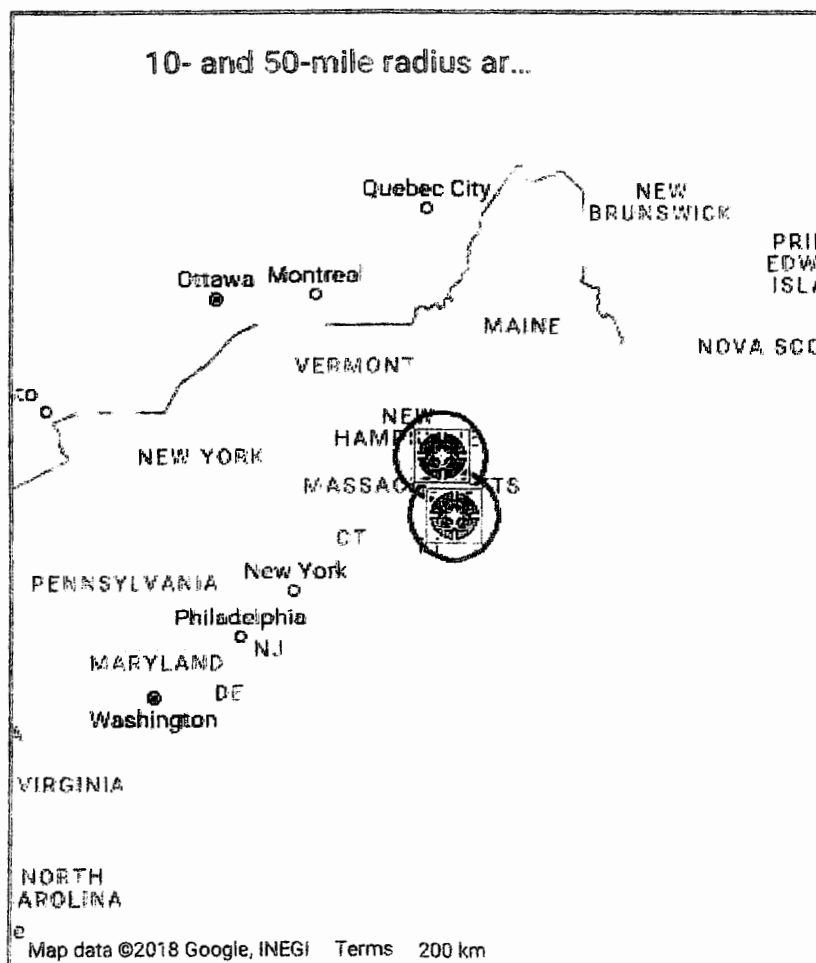 10- and 50-mile radius ar...
Quebec City
NEW
BRUNSWICK
PRI
EDW
ISLA
Ottawa
Montreal
MAINE
VERMONT
NOVA SCO
to
NEW
HAMP
NEW YORK
MASSAC
TS
CT
PENNSYLVANIA
New York
Philadelphia
NJ
MARYLAND
DE
Washington
VIRGINIA
NORTH
AROLINA
e
Map data ©2018 Google, INEGI Terms 200 km